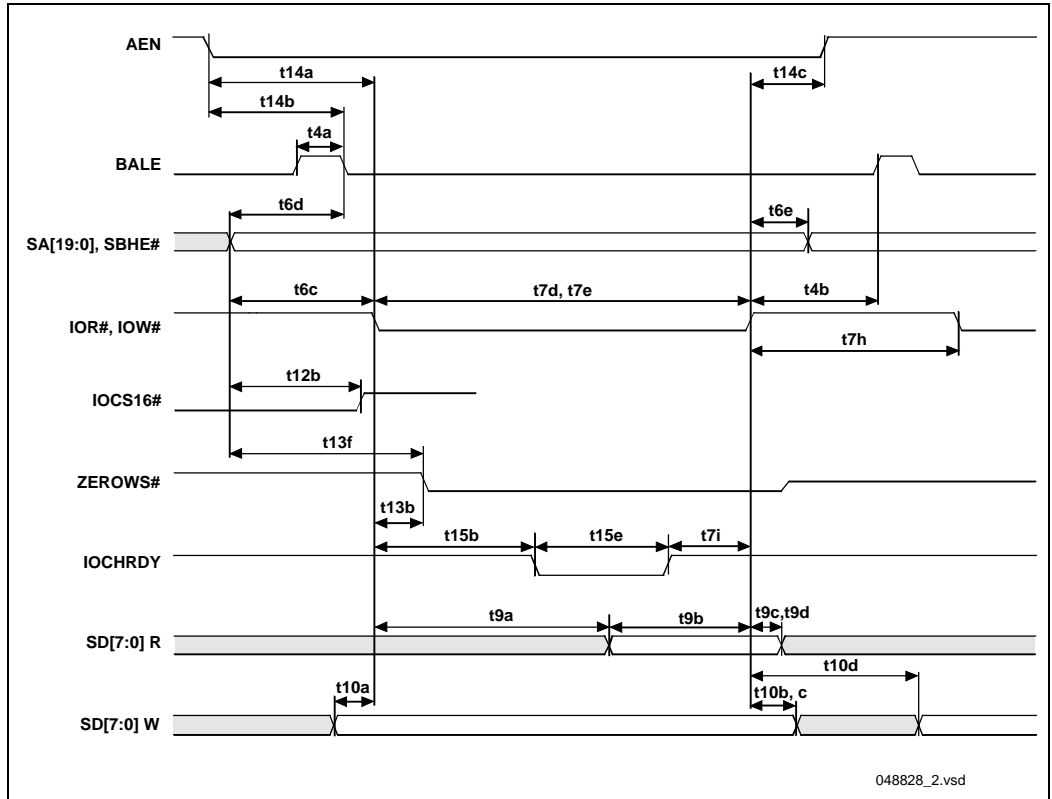 AEN
t14a
t14c
t14b
t4a
BALE
t6d
t6e
SA[19:0], SBHE#
t6c
t7d, t7e
t4b
IOR#, IOW#
t7h
t12b
IOCS16#
t13f
ZEROWS#
t13b
t15b
t15e
t7i
IOCHRDY
t9a
t9b
t9c,t9d
SD[7:0] R
t10d
t10a
t10b, c
SD[7:0] W
048828_2.vsd